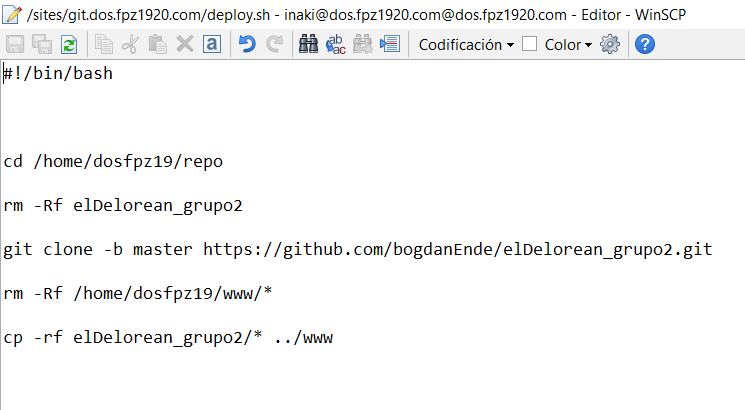 /sites/git.dos.fpz1920.com/deploy.sh - inaki@dos.fpz1920.com@dos.fpz1920.com - Editor - WinSCP
Codificación Color
#!/bin/bash
cd /home/dosfpz19/repo
rm -Rf elDelorean_grupo2
git clone -b master https://github.com/bogdanEnde/elDelorean_grupo2.git
rm -Rf /home/dosfpz19/www/*
cp -rf elDelorean_grupo2/* ../www